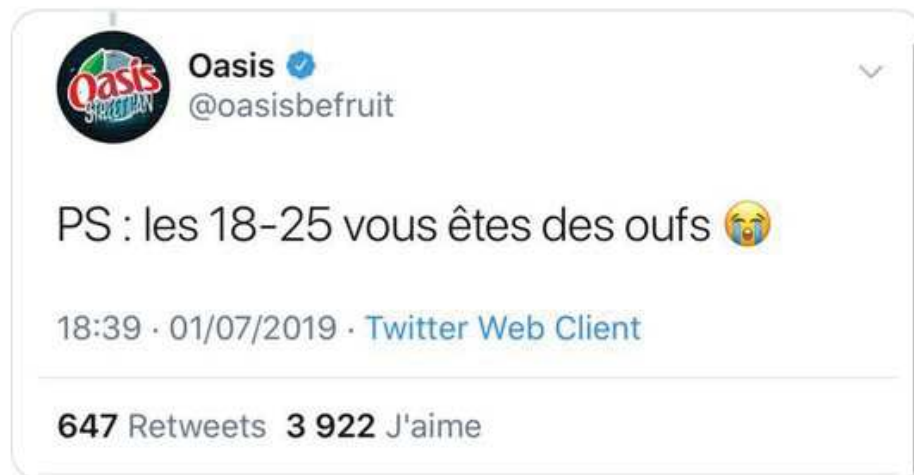 Oasis
@oasisbefruit
Oasis
PS : les 18-25 vous êtes des oufs 😭
18:39 · 01/07/2019 · Twitter Web Client
647 Retweets 3 922 J'aime